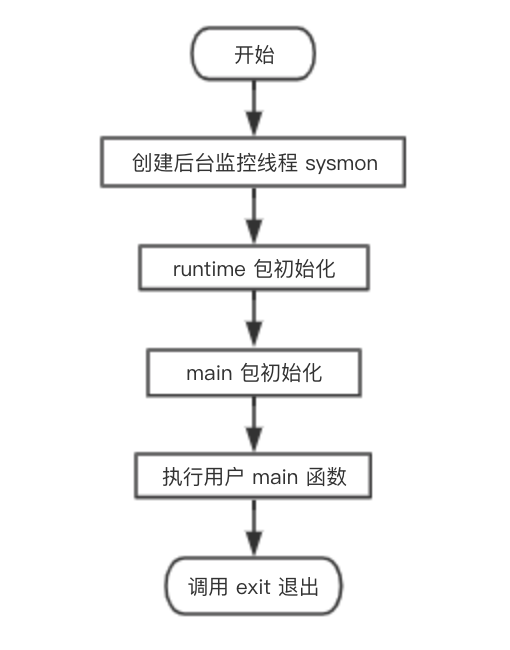 开始
创建后台监控线程 sysmon
runtime 包初始化
main 包初始化
执行用户 main 函数
调用 exit 退出